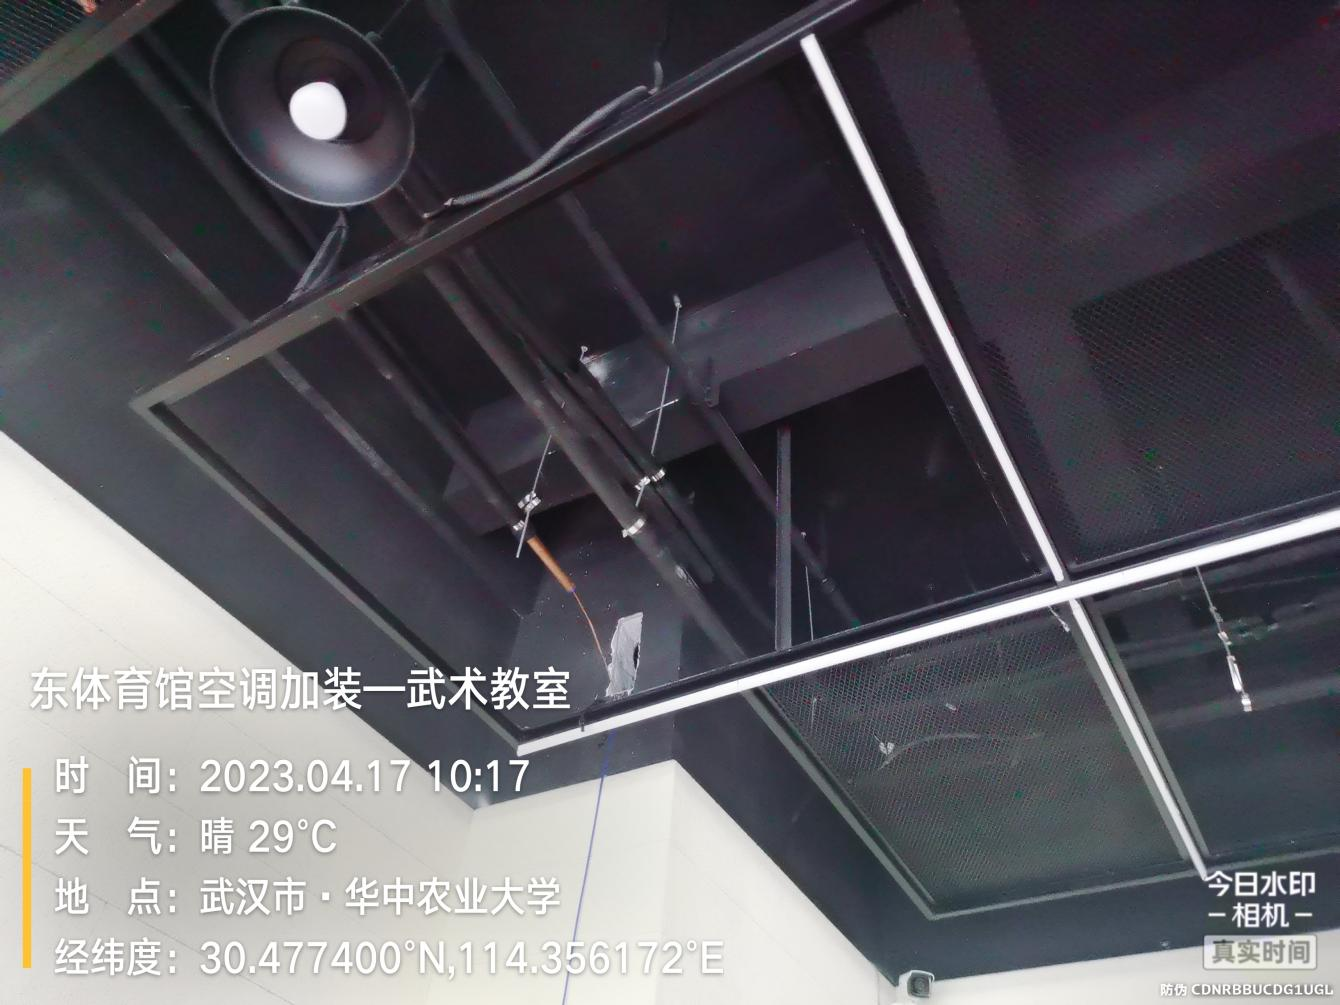 东体育馆空调加装—武术教室
时 间：2023.04.17 10:17
天 气：晴 29°C
地 点：武汉市·华中农业大学
经纬度：30.477400°N,114.356172°E
今日水印
-相机-
真实时间
防伪 CDNRBBUCDG1UGL